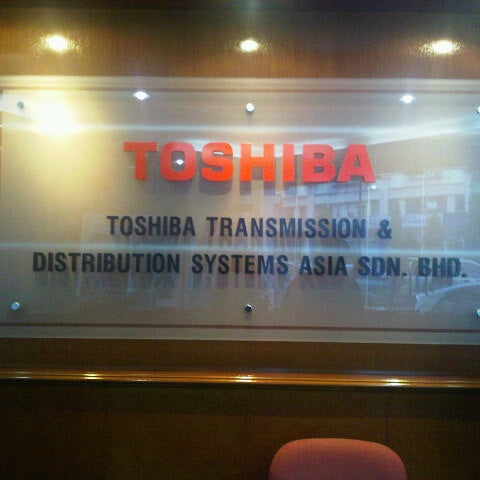 TOSHIBA
TOSHIBA TRANSMISSION &
DISTRIBUTION SYSTEMS ASIA SDN. BHD.